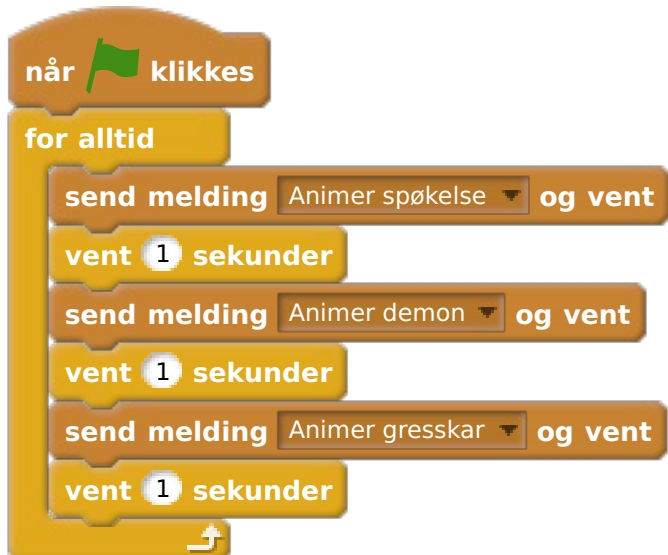 når klikkes
for alltid
send melding Animer spøkelse og vent
vent 1 sekunder
send melding Animer demon og vent
vent 1 sekunder
send melding Animer gresskar og vent
vent 1 sekunder